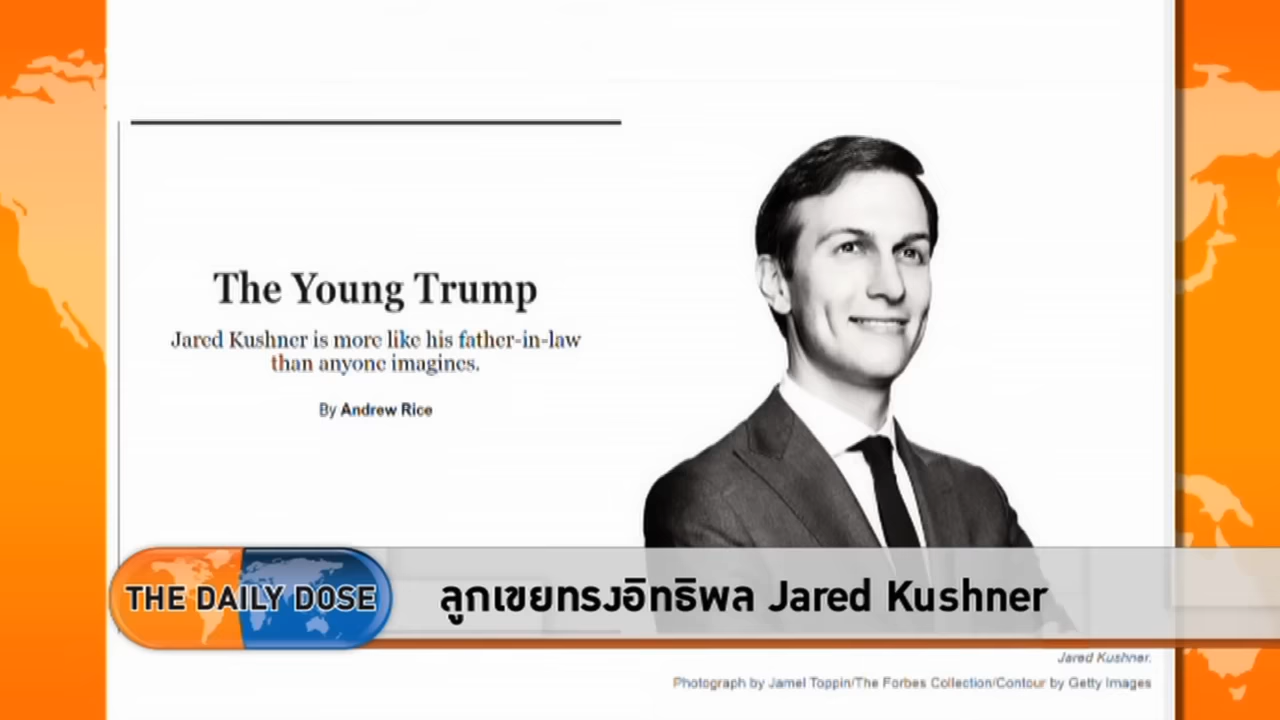 The Young Trump
Jared Kushner is more like his father-in-law
than anyone imagines.
By Andrew Rice
THE DAILY DOSE
ลูกเขยทรงอิทธิพล Jared Kushner
Jared Kushner.
Photograph by Jamel Toppin/The Forbes Collection/Contour by Getty Images